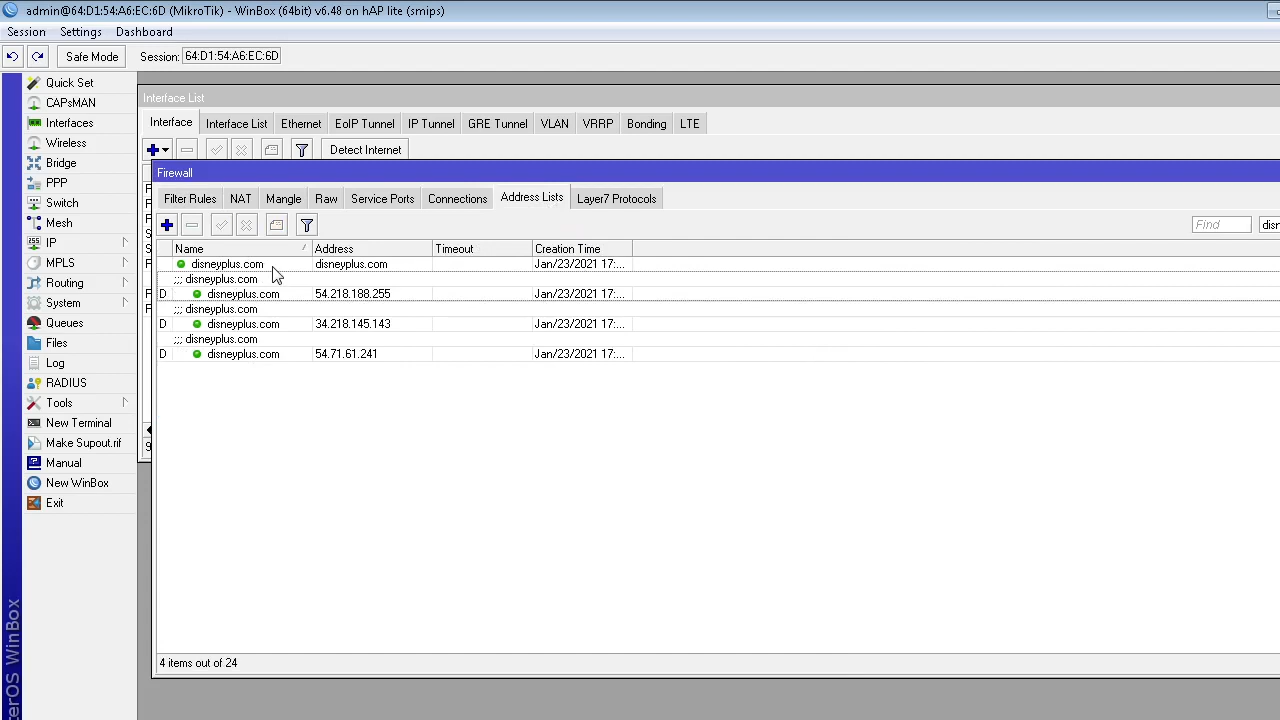 admin@64:D1:54:A6:EC:6D (MikroTik) - WinBox (64bit) v6.48 on hAP lite (smips)
Session Settings Dashboard
Safe Mode Session: 64:D1:54:A6:EC:6D
Quick Set
CAPsMAN
Interfaces
Wireless
Bridge
PPP
Switch
Mesh
IP
MPLS
Routing
System
Queues
Files
Log
RADIUS
Tools
New Terminal
Make Supout.rif
Manual
New WinBox
Exit
terOS WinBox
Interface List
Interface Interface List Ethernet EoIP Tunnel IP Tunnel GRE Tunnel VLAN VRRP Bonding LTE
Detect Internet
Firewall
Filter Rules NAT Mangle Raw Service Ports Connections Address Lists Layer7 Protocols
Find disn
Name Address Timeout Creation Time
disneyplus.com disneyplus.com Jan/23/2021 17:...
;;; disneyplus.com
D disneyplus.com 54.218.188.255 Jan/23/2021 17:...
;;; disneyplus.com
D disneyplus.com 34.218.145.143 Jan/23/2021 17:...
;;; disneyplus.com
D disneyplus.com 54.71.61.241 Jan/23/2021 17:...
4 items out of 24